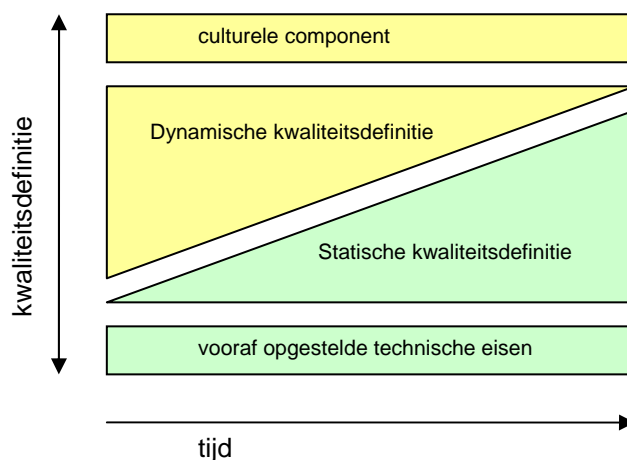 culturele component
Dynamische kwaliteitsdefinitie
Statische kwaliteitsdefinitie
vooraf opgestelde technische eisen
kwaliteitsdefinitie
tijd